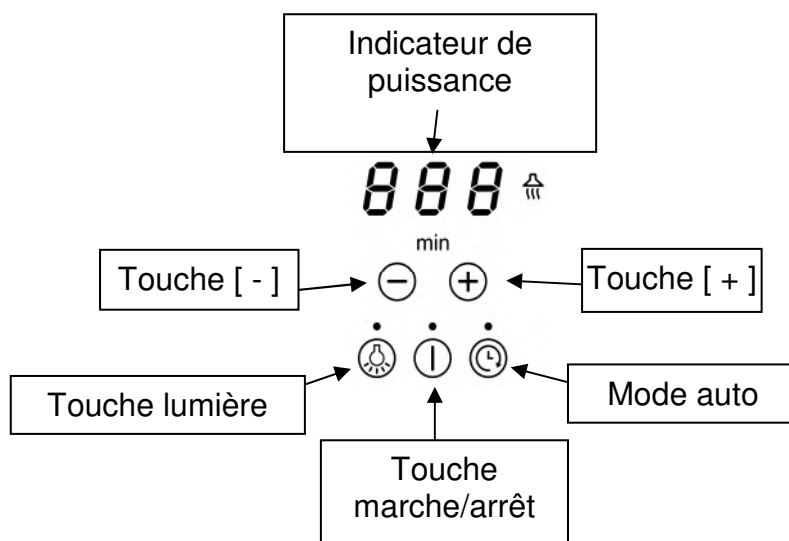 Indicateur de
puissance
888
min
Touche [ - ]
Touche [ + ]
Touche lumière
Mode auto
Touche
marche/arrêt